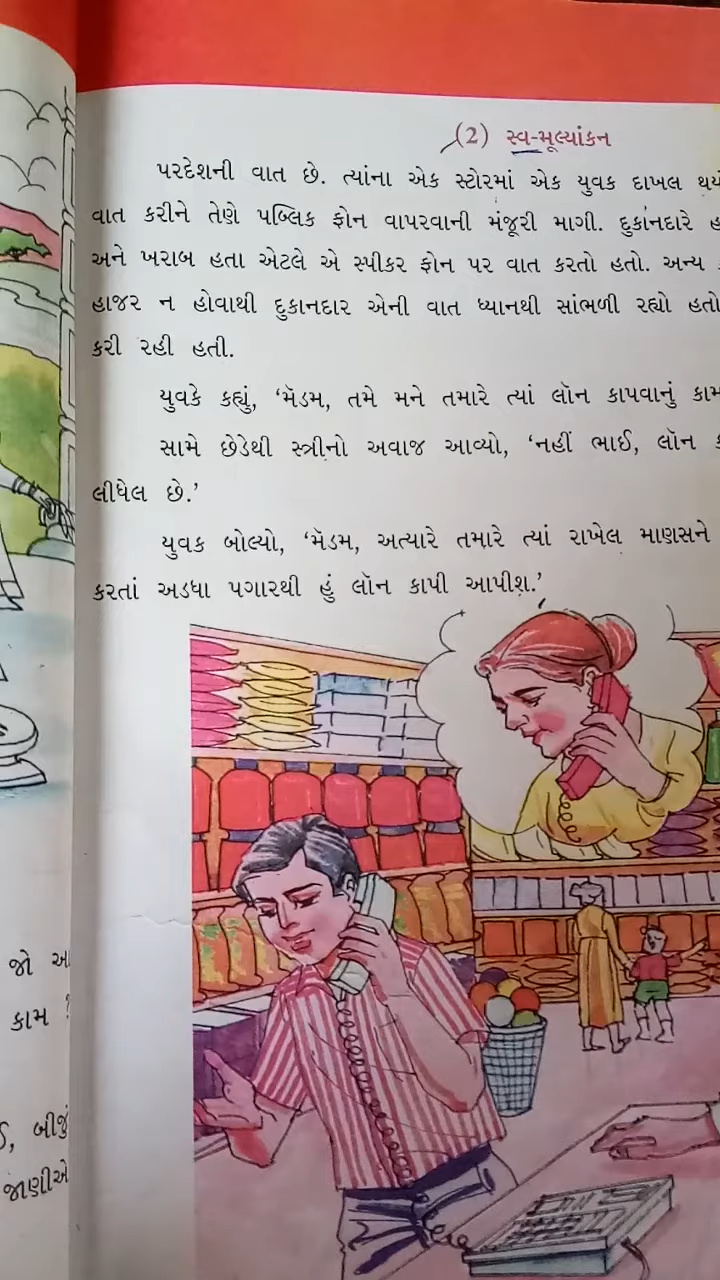 (2) સ્વ-મૂલ્યાંકન
પરદેશની વાત છે. ત્યાંના એક સ્ટોરમાં એક યુવક દાખલ
વાત કરીને તેણે પબ્લિક ફોન વાપરવાની મંજૂરી માગી. દુકાનદારે
અને ખરાબ હતા એટલે એ સ્પીકર ફોન પર વાત કરતો હતો. અન્ય
હાજર ન હોવાથી દુકાનદાર એની વાત ધ્યાનથી સાંભળી રહ્યો હતો
કરી રહી હતી.
યુવકે કહ્યું, ‘મૅડમ, તમે મને તમારે ત્યાં લૉન કાપવાનું કામ
સામે છેડેથી સ્ત્રીનો અવાજ આવ્યો, ‘નહીં ભાઈ, લૉન
લીધેલ છે.’
યુવક બોલ્યો, ‘મૅડમ, અત્યારે તમારે ત્યાં રાખેલ માણસને
કરતાં અડધા પગારથી હું લૉન કાપી આપીશ.’
જો
કામ
બીજું
જાણીએ